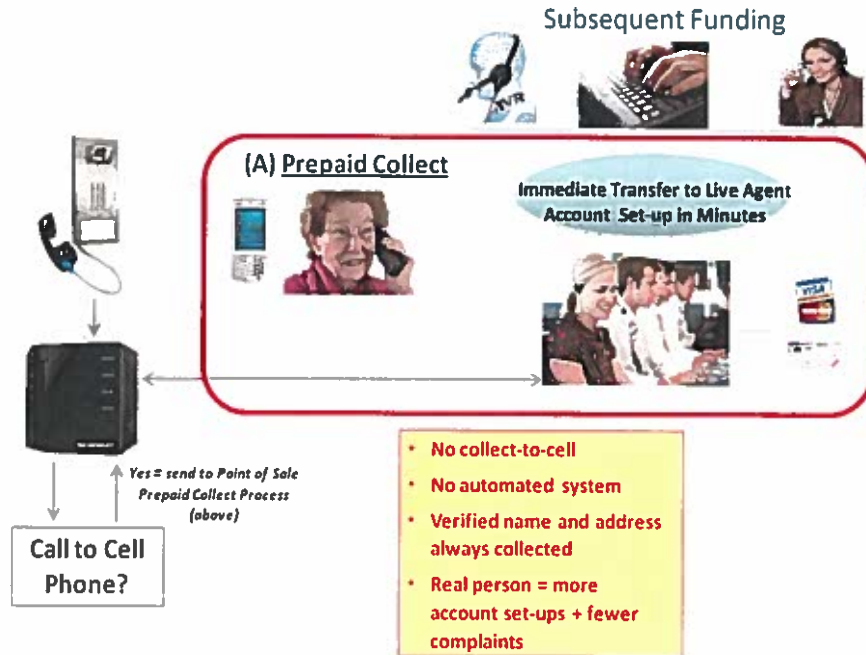 Subsequent Funding
IVR
(A) Prepaid Collect
Immediate Transfer to Live Agent
Account Set-up in Minutes
VISA
MasterCard
Yes = send to Point of Sale
Prepaid Collect Process
(above)
Call to Cell
Phone?
• No collect-to-cell
• No automated system
• Verified name and address
always collected
• Real person = more
account set-ups + fewer
complaints